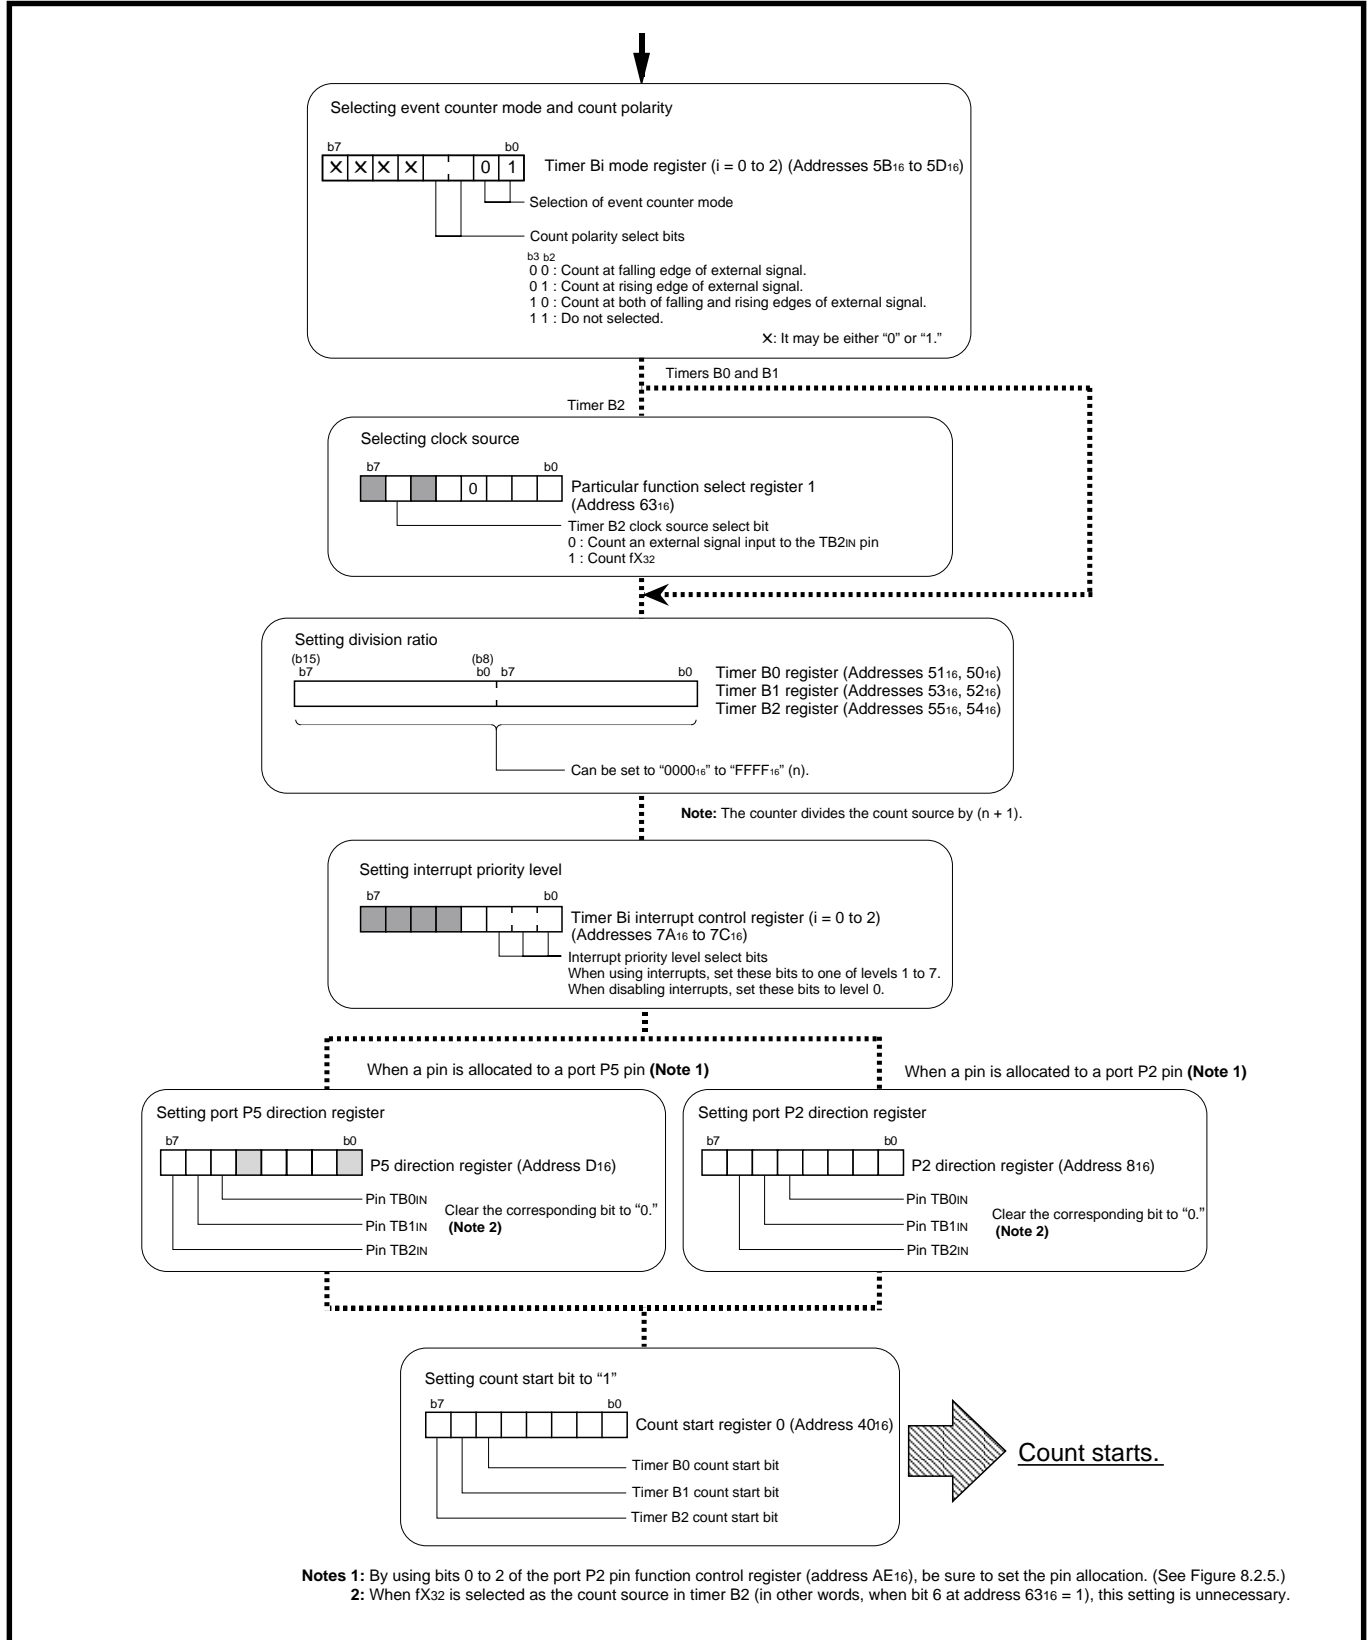 Selecting event counter mode and count polarity
b7 b0
X X X X 0 1 Timer Bi mode register (i = 0 to 2) (Addresses 5B16 to 5D16)
Selection of event counter mode
Count polarity select bits
b3 b2
0 0 : Count at falling edge of external signal.
0 1 : Count at rising edge of external signal.
1 0 : Count at both of falling and rising edges of external signal.
1 1 : Do not selected.
X: It may be either “0” or “1.”
Timers B0 and B1
Timer B2
Selecting clock source
b7 b0
0 Particular function select register 1
(Address 6316)
Timer B2 clock source select bit
0 : Count an external signal input to the TB2IN pin
1 : Count fX32
Setting division ratio
(b15) (b8)
b7 b0 b7 b0
Timer B0 register (Addresses 5116, 5016)
Timer B1 register (Addresses 5316, 5216)
Timer B2 register (Addresses 5516, 5416)
Can be set to “000016” to “FFFF16” (n).
Note: The counter divides the count source by (n + 1).
Setting interrupt priority level
b7 b0
Timer Bi interrupt control register (i = 0 to 2)
(Addresses 7A16 to 7C16)
Interrupt priority level select bits
When using interrupts, set these bits to one of levels 1 to 7.
When disabling interrupts, set these bits to level 0.
When a pin is allocated to a port P5 pin (Note 1)
Setting port P5 direction register
b7 b0
P5 direction register (Address D16)
Pin TB0IN
Pin TB1IN
Pin TB2IN
Clear the corresponding bit to “0.”
(Note 2)
When a pin is allocated to a port P2 pin (Note 1)
Setting port P2 direction register
b7 b0
P2 direction register (Address 816)
Pin TB0IN
Pin TB1IN
Pin TB2IN
Clear the corresponding bit to “0.”
(Note 2)
Setting count start bit to “1”
b7 b0
Count start register 0 (Address 4016)
Timer B0 count start bit
Timer B1 count start bit
Timer B2 count start bit
Count starts.
Notes 1: By using bits 0 to 2 of the port P2 pin function control register (address AE16), be sure to set the pin allocation. (See Figure 8.2.5.)
2: When fX32 is selected as the count source in timer B2 (in other words, when bit 6 at address 6316 = 1), this setting is unnecessary.